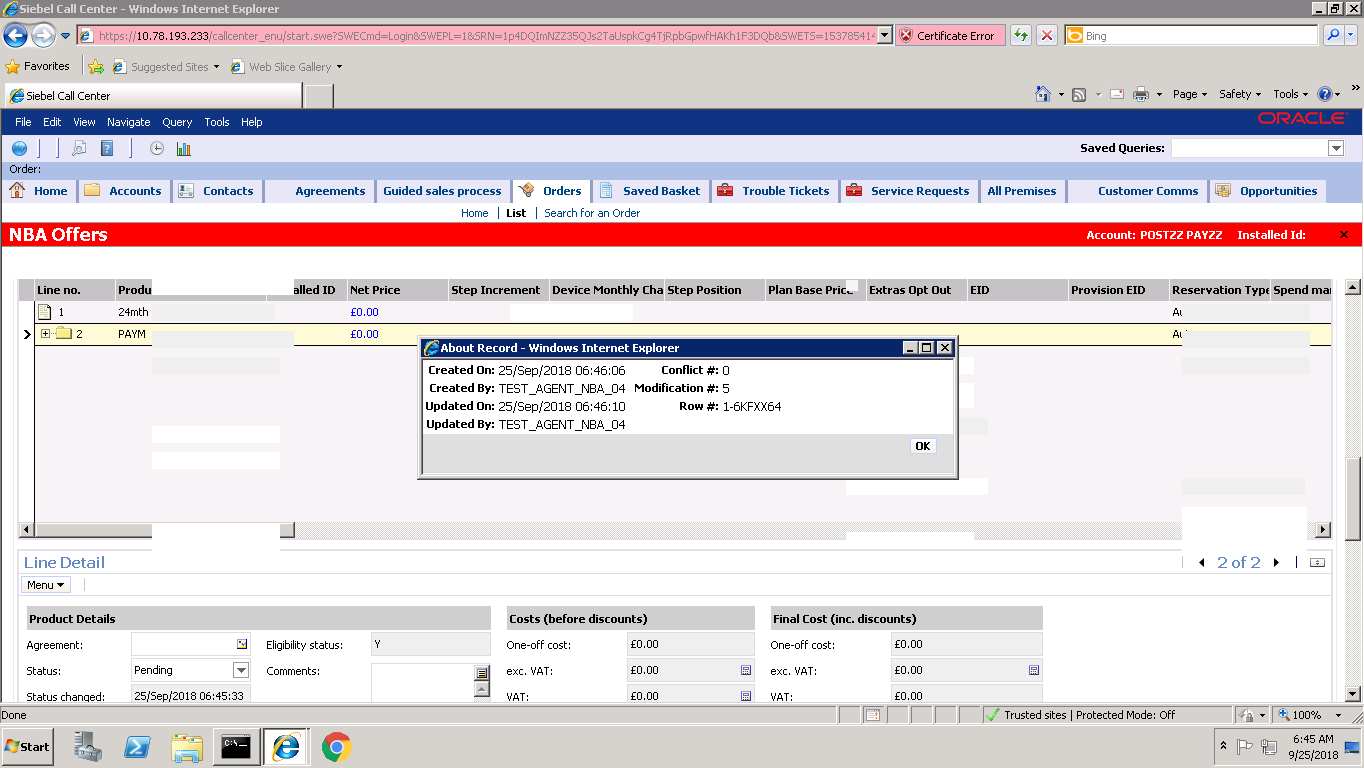 Siebel Call Center - Windows Internet Explorer
https://10.78.193.233/callcenter_enu/start.swe?SWECmd=Login&SWEPL=1&SRN=1p4DQImNZZ35QJs2TaUspkCg4TjRpbGpwfHAKh1F3DQb&SWETS=153785414 Certificate Error Bing
Favorites Suggested Sites Web Slice Gallery
Siebel Call Center Page Safety Tools
File Edit View Navigate Query Tools Help ORACLE
Saved Queries:
Order:
Home Accounts Contacts Agreements Guided sales process Orders Saved Basket Trouble Tickets Service Requests All Premises Customer Comms Opportunities
Home List Search for an Order
NBA Offers Account: POSTZZ PAYZZ Installed Id:
Line no. Produ alled ID Net Price Step Increment Device Monthly Cha Step Position Plan Base Price Extras Opt Out EID Provision EID Reservation Type Spend mar
1 24mth £0.00
2 PAYM £0.00
About Record - Windows Internet Explorer
Created On: 25/Sep/2018 06:46:06 Conflict #: 0
Created By: TEST_AGENT_NBA_04 Modification #: 5
Updated On: 25/Sep/2018 06:46:10 Row #: 1-6KFXX64
Updated By: TEST_AGENT_NBA_04
OK
Line Detail 2 of 2
Menu
Product Details Costs (before discounts) Final Cost (inc. discounts)
Agreement: Eligibility status: Y One-off cost: £0.00 One-off cost: £0.00
Status: Pending Comments: exc. VAT: £0.00 exc. VAT: £0.00
Status changed: 25/Sep/2018 06:45:33 VAT: £0.00 VAT: £0.00
Done Trusted sites | Protected Mode: Off 100%
Start 6:45 AM
9/25/2018